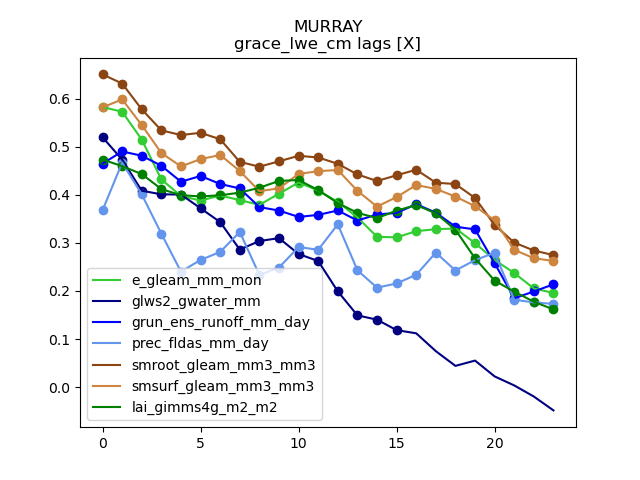 MURRAY
grace_lwe_cm lags [X]
0.6
0.5
0.4
0.3
0.2
0.1
0.0
e_gleam_mm_mon
glws2_gwater_mm
grun_ens_runoff_mm_day
prec_fldas_mm_day
smroot_gleam_mm3_mm3
smsurf_gleam_mm3_mm3
lai_gimms4g_m2_m2
0 5 10 15 20